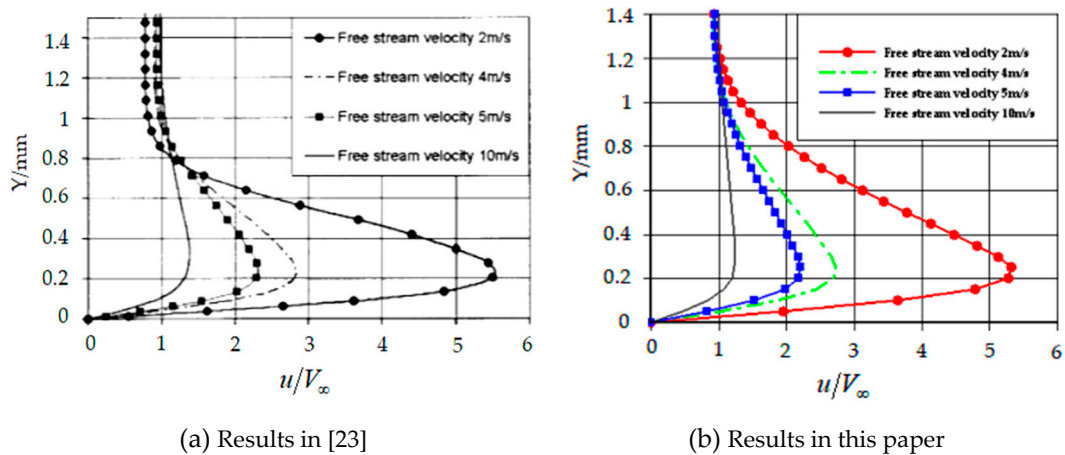 1.4
1.2
1
0.8
0.6
0.4
0.2
0
Y/mm
0 1 2 3 4 5 6
u/V∞
Free stream velocity 2m/s
Free stream velocity 4m/s
Free stream velocity 5m/s
Free stream velocity 10m/s
(a) Results in [23]
1.4
1.2
1
0.8
0.6
0.4
0.2
0
Y/mm
0 1 2 3 4 5 6
u/V∞
Free stream velocity 2m/s
Free stream velocity 4m/s
Free stream velocity 5m/s
Free stream velocity 10m/s
(b) Results in this paper